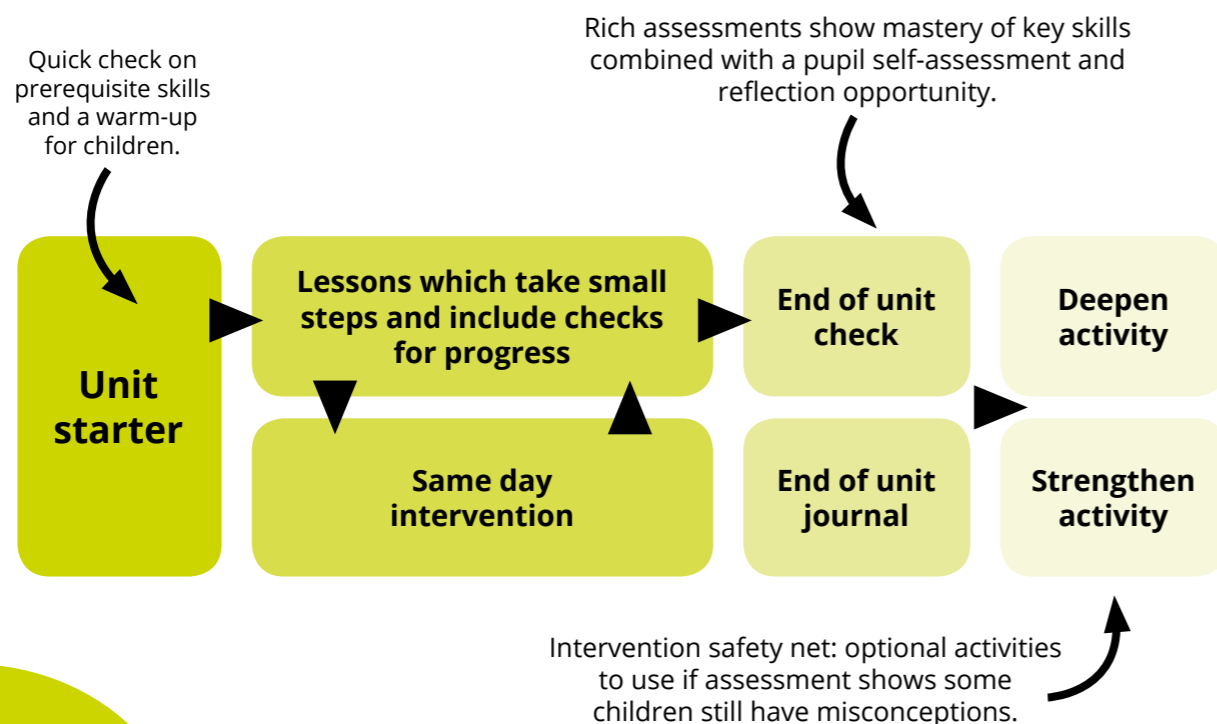 Rich assessments show mastery of key skills
combined with a pupil self-assessment and
reflection opportunity.
Quick check on
prerequisite skills
and a warm-up
for children.
Unit
starter
Lessons which take small
steps and include checks
for progress
Same day
intervention
End of unit
check
End of unit
journal
Deepen
activity
Strengthen
activity
Intervention safety net: optional activities
to use if assessment shows some
children still have misconceptions.